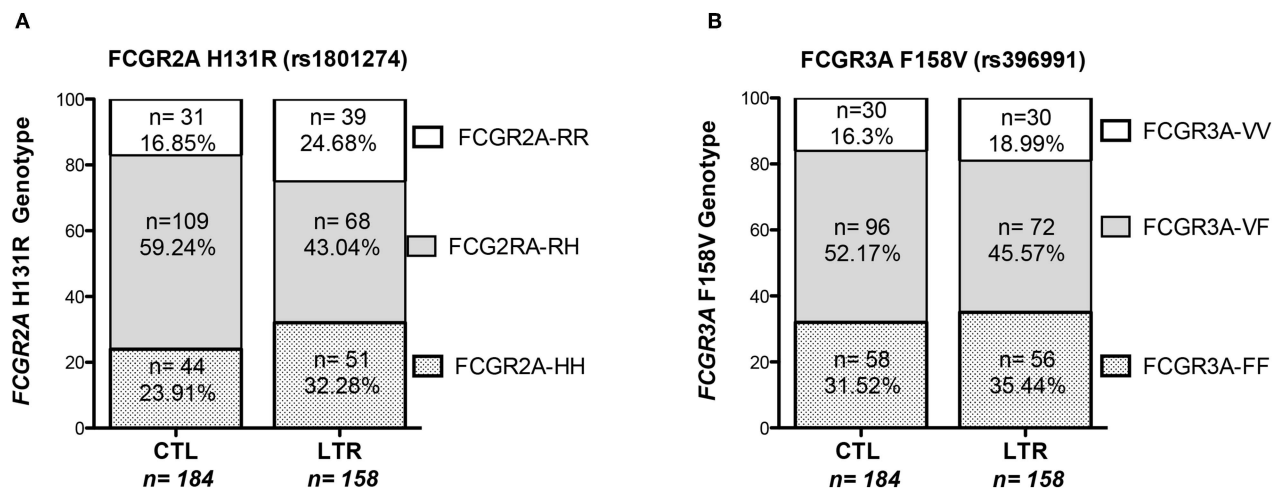 A
FCGR2A H131R (rs1801274)
FCGR2A H131R Genotype
100
80
60
40
20
0
n= 31
16.85%
n=109
59.24%
n= 44
23.91%
n= 39
24.68%
n= 68
43.04%
n= 51
32.28%
FCGR2A-RR
FCG2RA-RH
FCGR2A-HH
CTL
n= 184
LTR
n= 158
B
FCGR3A F158V (rs396991)
FCGR3A F158V Genotype
100
80
60
40
20
0
n=30
16.3%
n= 96
52.17%
n= 58
31.52%
n=30
18.99%
n= 72
45.57%
n= 56
35.44%
FCGR3A-VV
FCGR3A-VF
FCGR3A-FF
CTL
n= 184
LTR
n= 158